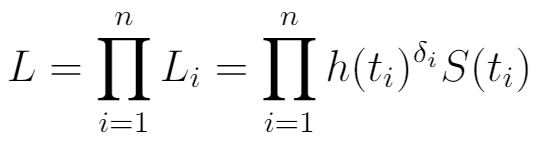 L = \prod_{i=1}^{n} L_i = \prod_{i=1}^{n} h(t_i)^{\delta_i} S(t_i)